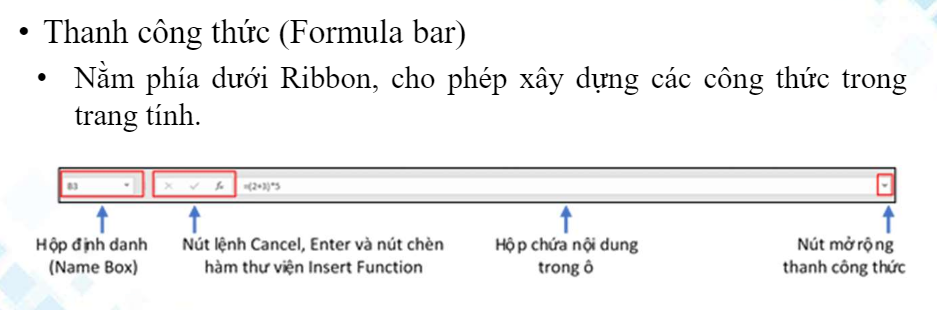 • Thanh công thức (Formula bar)
• Nằm phía dưới Ribbon, cho phép xây dựng các công thức trong
trang tính.
B3 fx =(2+3)*5
Hộp định danh
(Name Box)
Nút lệnh Cancel, Enter và nút chèn
hàm thư viện Insert Function
Hộp chứa nội dung
trong ô
Nút mở rộng
thanh công thức